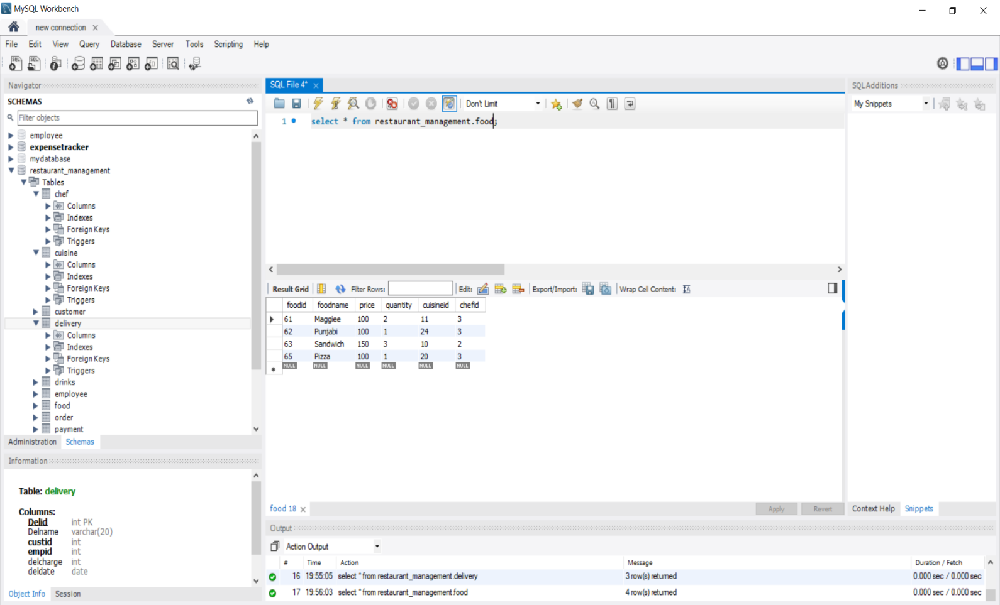 MySQL Workbench
new connection
File Edit View Query Database Server Tools Scripting Help
Navigator
SCHEMAS
Filter objects
employee
expensetracker
mydatabase
restaurant_management
Tables
chef
Columns
Indexes
Foreign Keys
Triggers
cuisine
Columns
Indexes
Foreign Keys
Triggers
customer
delivery
Columns
Indexes
Foreign Keys
Triggers
drinks
employee
food
order
payment
Administration Schemas
Information
Table: delivery
Columns:
Delid int PK
Delname varchar(20)
custid int
empid int
delcharge int
deldate date
Object Info Session
SQL File 4*
Don't Limit
1 select * from restaurant_management.food;
Result Grid Filter Rows: Edit: Export/Import: Wrap Cell Content:
foodid foodname price quantity cuisineid chefid
61 Maggiee 100 2 11 3
62 Punjabi 100 1 24 3
63 Sandwich 150 3 10 2
65 Pizza 100 1 20 3
NULL NULL NULL NULL NULL NULL
food 18
Apply Revert
Output
Action Output
# Time Action Message Duration / Fetch
16 19:55:05 select * from restaurant_management.delivery 3 row(s) returned 0.000 sec / 0.000 sec
17 19:56:03 select * from restaurant_management.food 4 row(s) returned 0.000 sec / 0.000 sec
SQLAdditions
My Snippets
Context Help Snippets